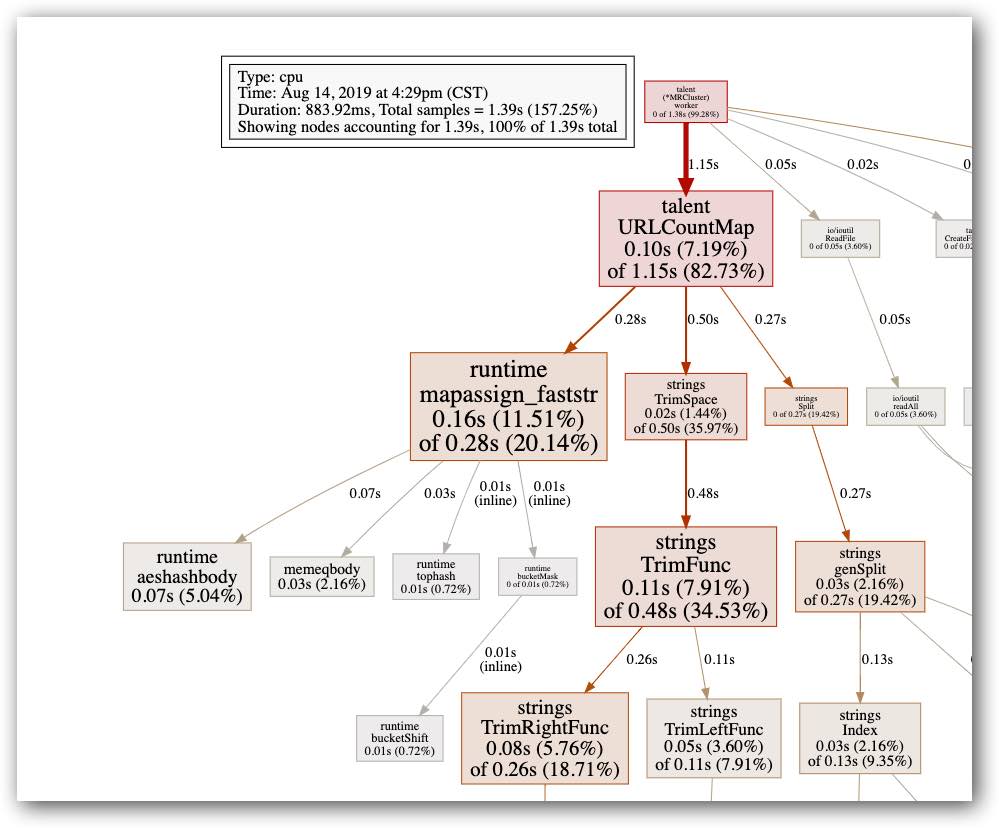 Type: cpu
Time: Aug 14, 2019 at 4:29pm (CST)
Duration: 883.92ms, Total samples = 1.39s (157.25%)
Showing nodes accounting for 1.39s, 100% of 1.39s total
talent
(*MRCluster)
worker
0 of 1.38s (99.28%)
1.15s
0.05s
0.02s
talent
URLCountMap
0.10s (7.19%)
of 1.15s (82.73%)
io/ioutil
ReadFile
0 of 0.05s (3.60%)
0.28s
0.50s
0.27s
0.05s
runtime
mapassign_faststr
0.16s (11.51%)
of 0.28s (20.14%)
strings
TrimSpace
0.02s (1.44%)
of 0.50s (35.97%)
strings
Split
0 of 0.27s (19.42%)
io/ioutil
readAll
0 of 0.05s (3.60%)
0.07s
0.03s
0.01s
(inline)
0.01s
(inline)
0.48s
0.27s
runtime
aeshashbody
0.07s (5.04%)
memeqbody
0.03s (2.16%)
runtime
tophash
0.01s (0.72%)
runtime
bucketMask
0 of 0.01s (0.72%)
strings
TrimFunc
0.11s (7.91%)
of 0.48s (34.53%)
strings
genSplit
0.03s (2.16%)
of 0.27s (19.42%)
0.01s
(inline)
0.26s
0.11s
0.13s
runtime
bucketShift
0.01s (0.72%)
strings
TrimRightFunc
0.08s (5.76%)
of 0.26s (18.71%)
strings
TrimLeftFunc
0.05s (3.60%)
of 0.11s (7.91%)
strings
Index
0.03s (2.16%)
of 0.13s (9.35%)